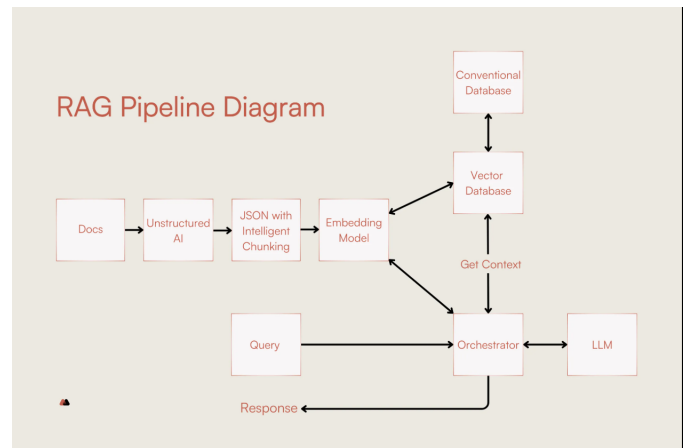 RAG Pipeline Diagram
Conventional
Database
Vector
Database
Docs
Unstructured
AI
JSON with
Intelligent
Chunking
Embedding
Model
Get Context
Query
Orchestrator
LLM
Response